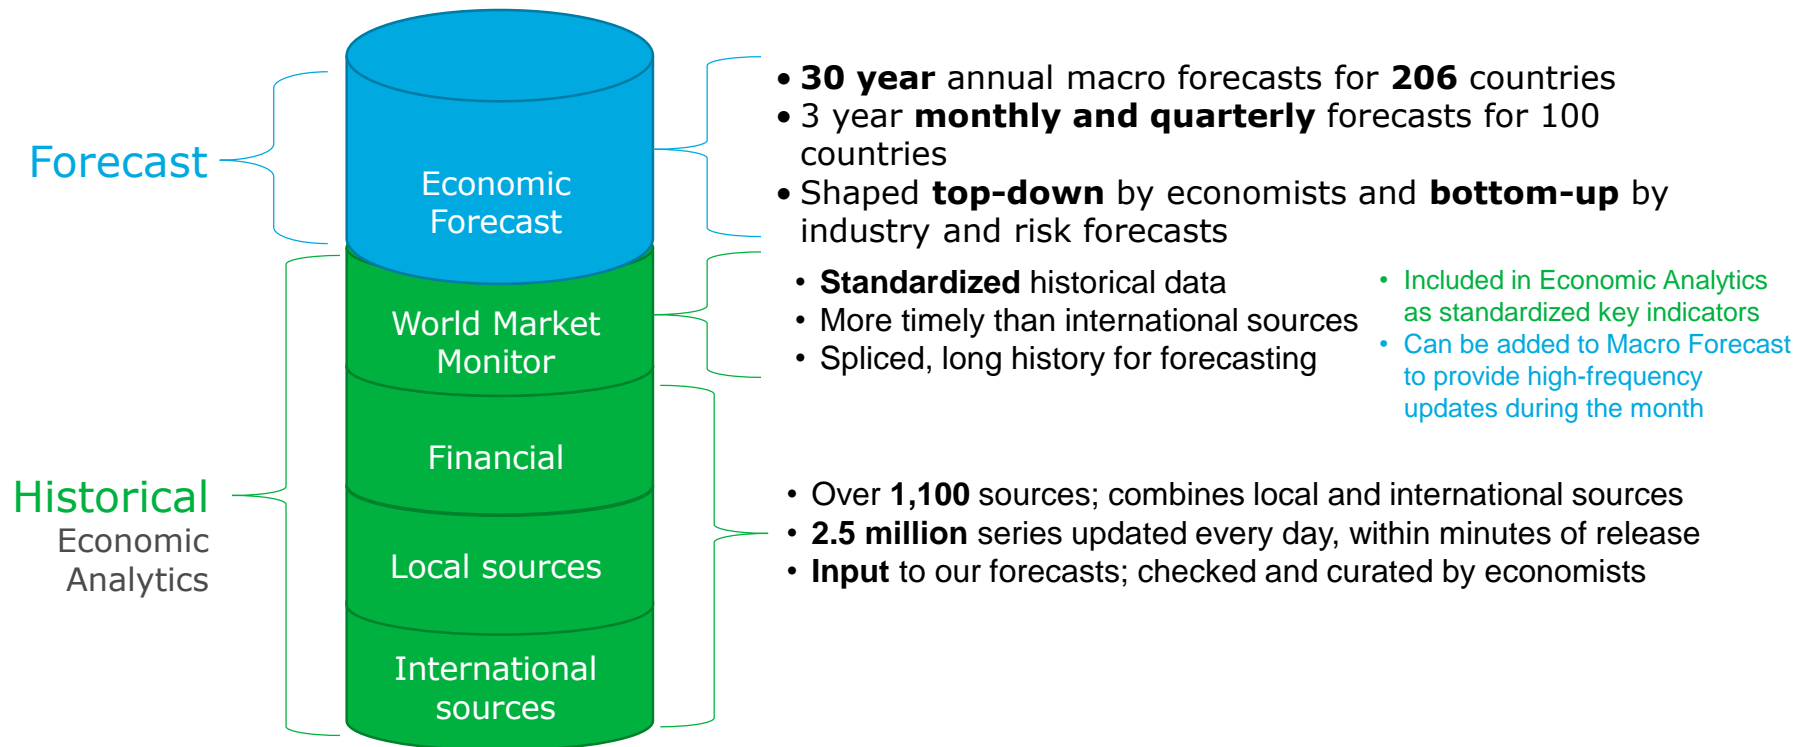 Forecast
Economic
Forecast
• 30 year annual macro forecasts for 206 countries
• 3 year monthly and quarterly forecasts for 100
countries
• Shaped top-down by economists and bottom-up by
industry and risk forecasts
World Market
Monitor
• Standardized historical data
• More timely than international sources
• Spliced, long history for forecasting
• Included in Economic Analytics
as standardized key indicators
• Can be added to Macro Forecast
to provide high-frequency
updates during the month
Historical
Economic
Analytics
Financial
Local sources
International
sources
• Over 1,100 sources; combines local and international sources
• 2.5 million series updated every day, within minutes of release
• Input to our forecasts; checked and curated by economists